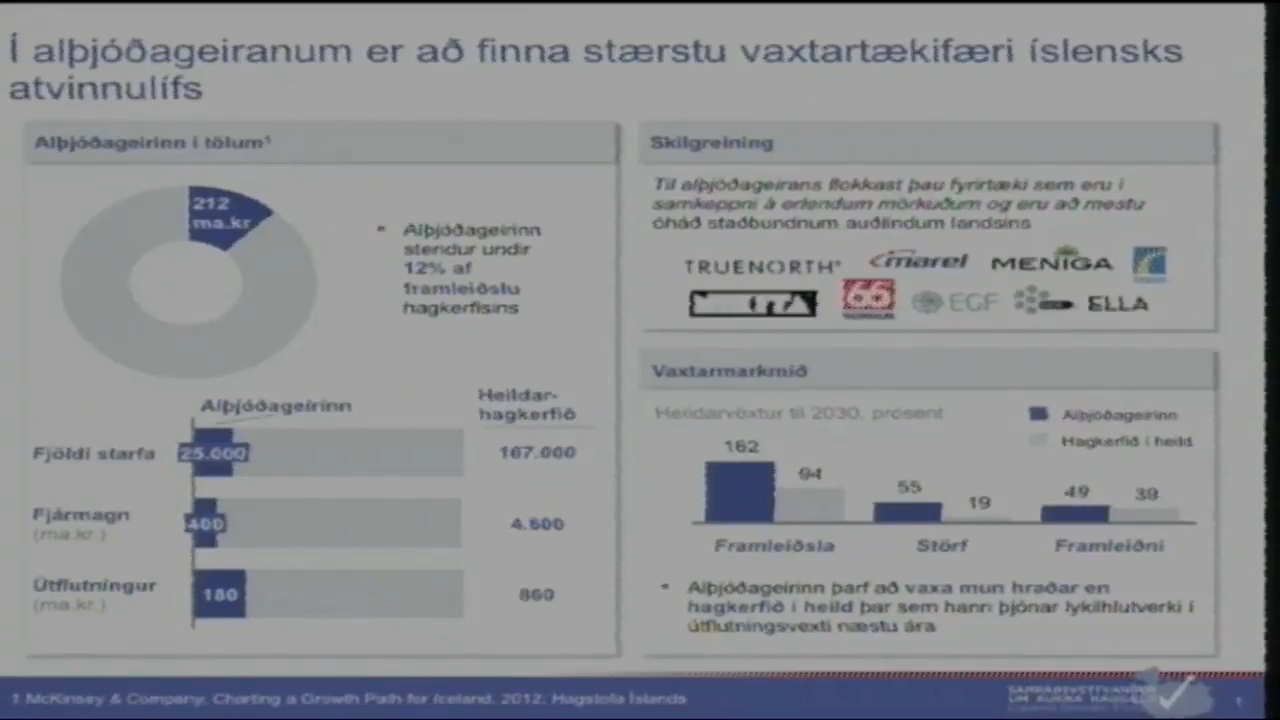 Í alþjóðageiranum er að finna stærstu vaxtartækifæri íslensks
atvinnulífs
Alþjóðageirinn í tölum¹
212
ma.kr
Alþjóðageirinn
stendur undir
12% af
framleiðslu
hagkerfisins
Alþjóðageirinn
Heildar-
hagkerfið
Fjöldi starfa
25.000
167.000
Fjármagn
(ma.kr.)
400
4.600
Útflutningur
(ma.kr.)
180
860
Skilgreining
Til alþjóðageirans flokkast þau fyrirtæki sem eru í
samkeppni á erlendum mörkuðum og eru að mestu
óháð staðbundnum auðlindum landsins
TRUENORTH
marel
MENIGA
66
EGF
ELLA
Vaxtarmarkmið
Heildarvöxtur til 2030, prósent
Alþjóðageirinn
Hagkerfið í heild
162
94
55
19
49
39
Framleiðsla
Störf
Framleiðni
Alþjóðageirinn þarf að vaxa mun hraðar en
hagkerfið í heild þar sem hann þjónar lykilhlutverki í
útflutningsvexti næstu ára
1 McKinsey & Company, Charting a Growth Path for Iceland, 2012; Hagstofa Íslands
SAMRÁÐSVETTVANGUR
UM AUKNA HAGSÆLD
1